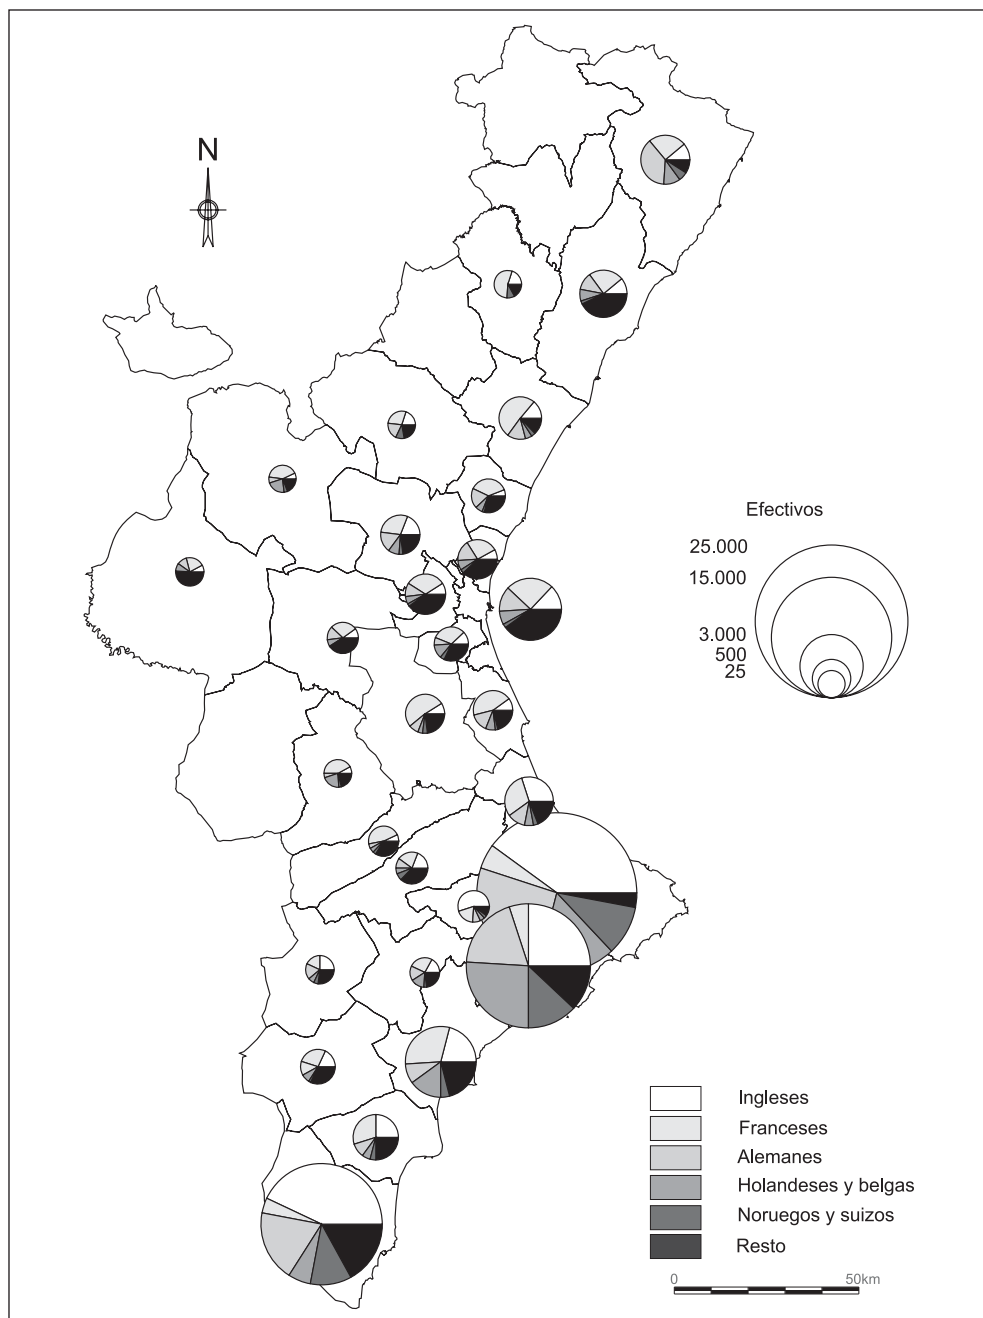 N
Efectivos
25.000
15.000
3.000
500
25
Ingleses
Franceses
Alemanes
Holandeses y belgas
Noruegos y suizos
Resto
0 50km